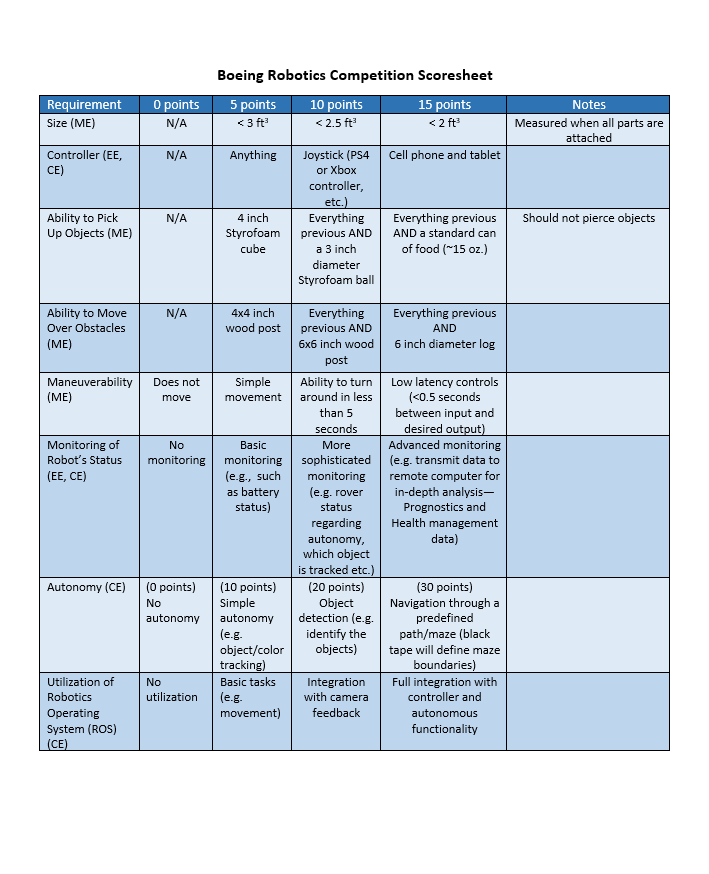 Boeing Robotics Competition Scoresheet
Requirement 0 points 5 points 10 points 15 points Notes
Size (ME)
N/A
< 3 ft³
< 2.5 ft³
< 2 ft³
Measured when all parts are
attached
Controller (EE,
CE)
N/A
Anything
Joystick (PS4
or Xbox
controller,
etc.)
Cell phone and tablet
Ability to Pick
Up Objects (ME)
N/A
4 inch
Styrofoam
cube
Everything
previous AND
a 3 inch
diameter
Styrofoam ball
Everything previous
AND a standard can
of food (~15 oz.)
Should not pierce objects
Ability to Move
Over Obstacles
(ME)
N/A
4x4 inch
wood post
Everything
previous AND
6x6 inch wood
post
Everything previous
AND
6 inch diameter log
Maneuverability
(ME)
Does not
move
Simple
movement
Ability to turn
around in less
than 5
seconds
Low latency controls
(<0.5 seconds
between input and
desired output)
Monitoring of
Robot’s Status
(EE, CE)
No
monitoring
Basic
monitoring
(e.g., such
as battery
status)
More
sophisticated
monitoring
(e.g. rover
status
regarding
autonomy,
which object
is tracked etc.)
Advanced monitoring
(e.g. transmit data to
remote computer for
in-depth analysis—
Prognostics and
Health management
data)
Autonomy (CE)
(0 points)
No
autonomy
(10 points)
Simple
autonomy
(e.g.
object/color
tracking)
(20 points)
Object
detection (e.g.
identify the
objects)
(30 points)
Navigation through a
predefined
path/maze (black
tape will define maze
boundaries)
Utilization of
Robotics
Operating
System (ROS)
(CE)
No
utilization
Basic tasks
(e.g.
movement)
Integration
with camera
feedback
Full integration with
controller and
autonomous
functionality